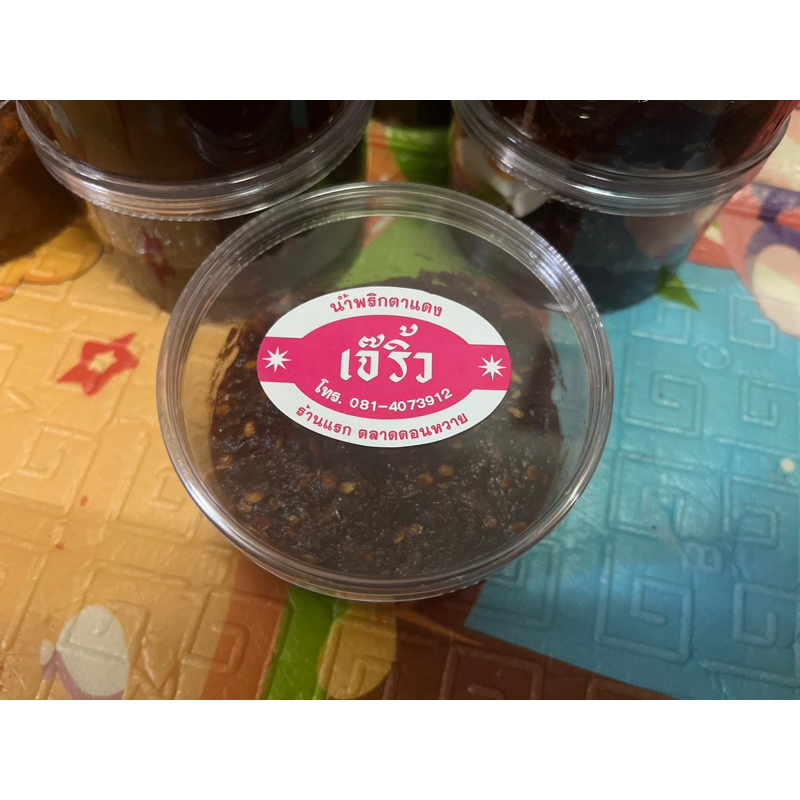 น้ำพริกตาแดง
เจ๊ริ้ว
โทร. 081-4073912
ร้านแรก ตลาดดอนหวาย